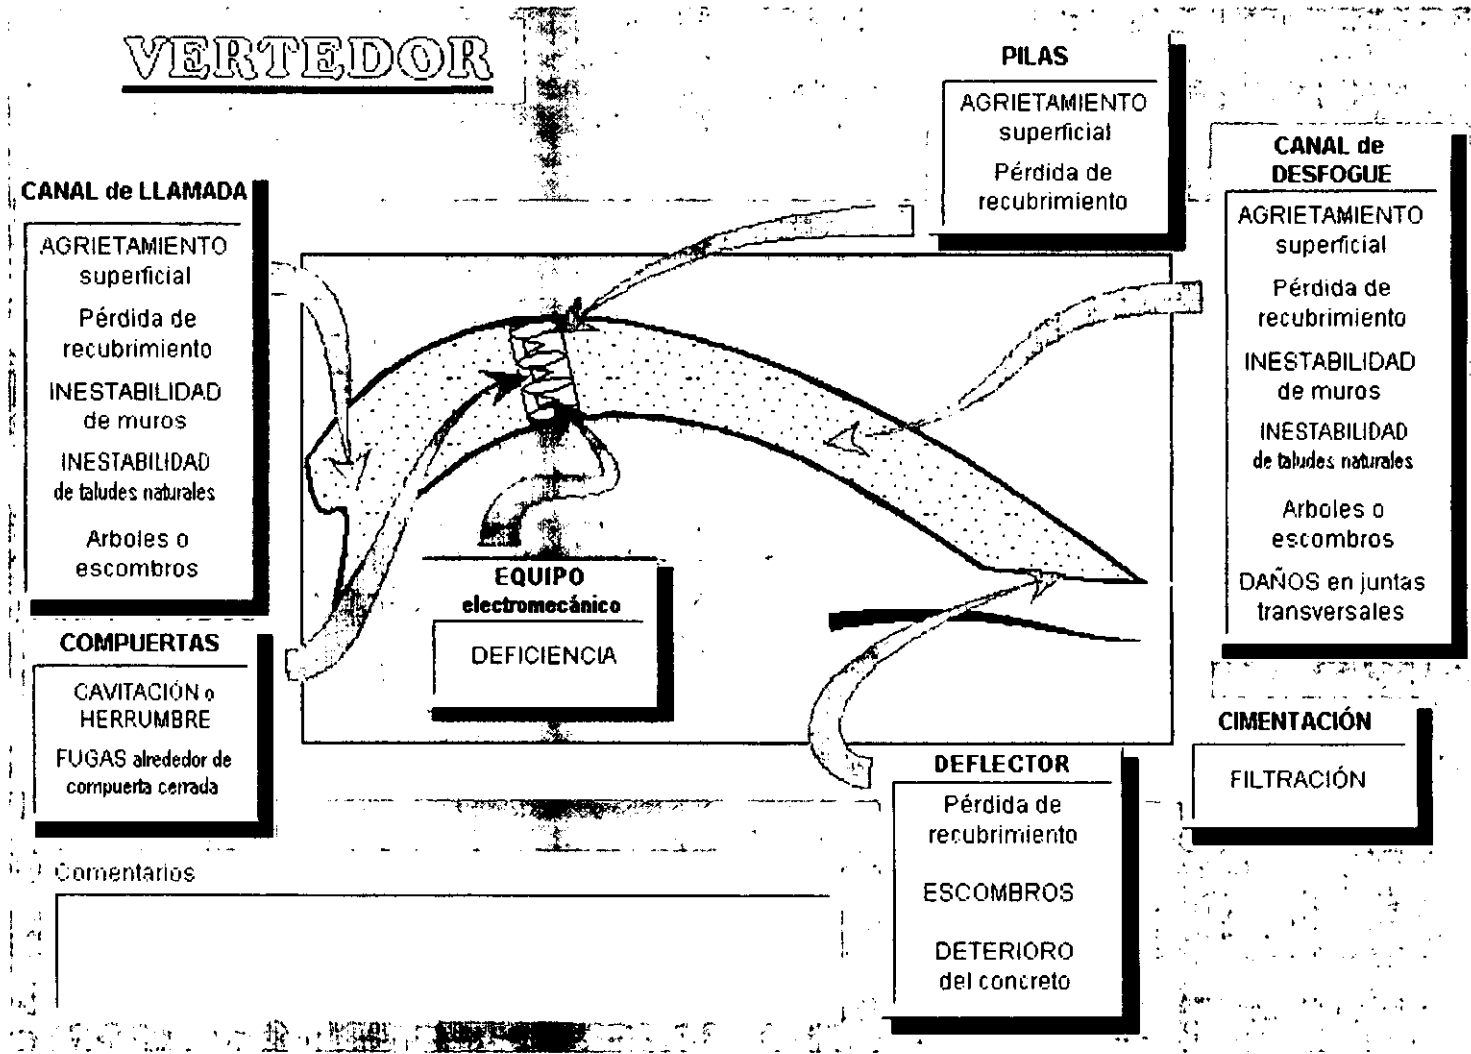 VERTEDOR
CANAL de LLAMADA
AGRIETAMIENTO
superficial
Pérdida de
recubrimiento
INESTABILIDAD
de muros
INESTABILIDAD
de taludes naturales
Arboles o
escombros
COMPUERTAS
CAVITACIÓN o
HERRUMBRE
FUGAS alrededor de
compuerta cerrada
EQUIPO
electromecánico
DEFICIENCIA
PILAS
AGRIETAMIENTO
superficial
Pérdida de
recubrimiento
CANAL de
DESFOGUE
AGRIETAMIENTO
superficial
Pérdida de
recubrimiento
INESTABILIDAD
de muros
INESTABILIDAD
de taludes naturales
Arboles o
escombros
DAÑOS en juntas
transversales
CIMENTACIÓN
FILTRACIÓN
DEFLECTOR
Pérdida de
recubrimiento
ESCOMBROS
DETERIORO
del concreto
Comentarios